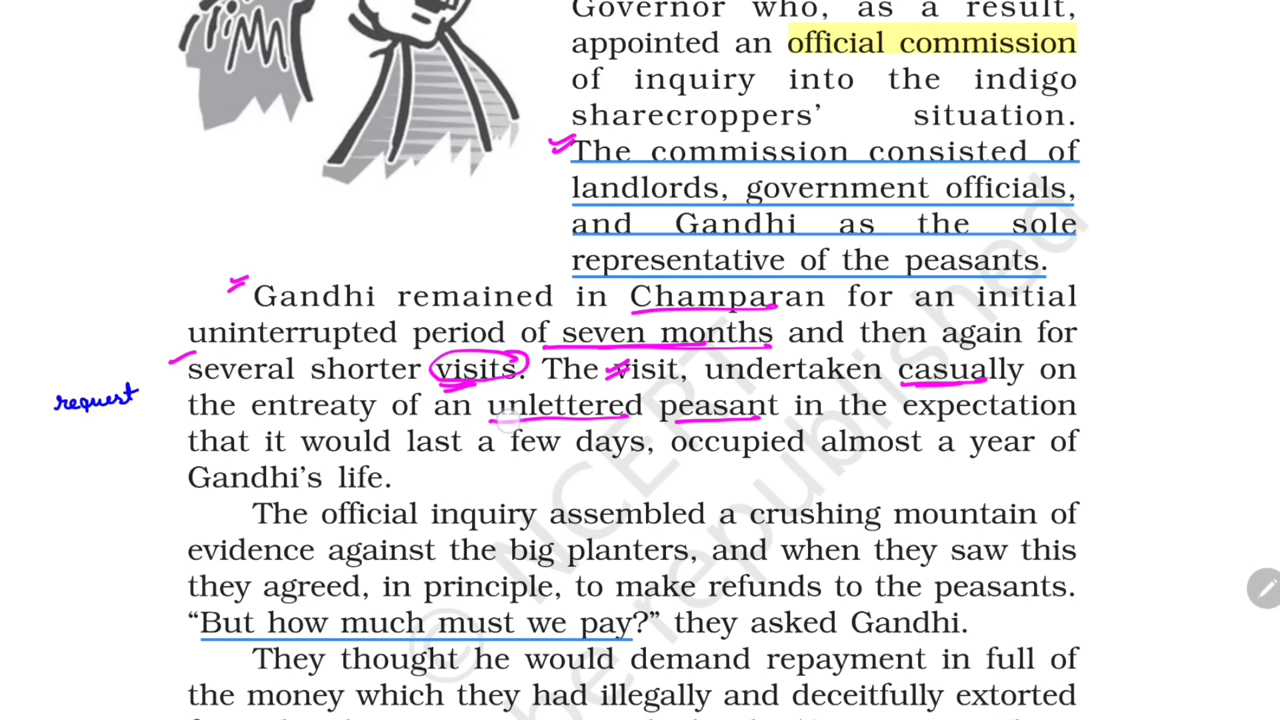 Governor who, as a result,
appointed an official commission
of inquiry into the indigo
sharecroppers' situation.
The commission consisted of
landlords, government officials,
and Gandhi as the sole
representative of the peasants.
Gandhi remained in Champaran for an initial
uninterrupted period of seven months and then again for
several shorter visits. The visit, undertaken casually on
request
the entreaty of an unlettered peasant in the expectation
that it would last a few days, occupied almost a year of
Gandhi's life.
The official inquiry assembled a crushing mountain of
evidence against the big planters, and when they saw this
they agreed, in principle, to make refunds to the peasants.
“But how much must we pay?” they asked Gandhi.
They thought he would demand repayment in full of
the money which they had illegally and deceitfully extorted
© NCERT
be republished